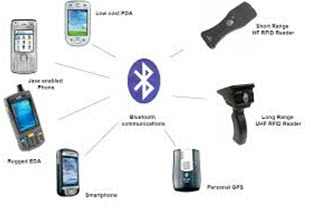 Low cost PDA
Short Range
HF RFID Reader
Java enabled
Phone
Bluetooth
communications
Long Range
UHF RFID Reader
Rugged EDA
Smartphone
Personal GPS